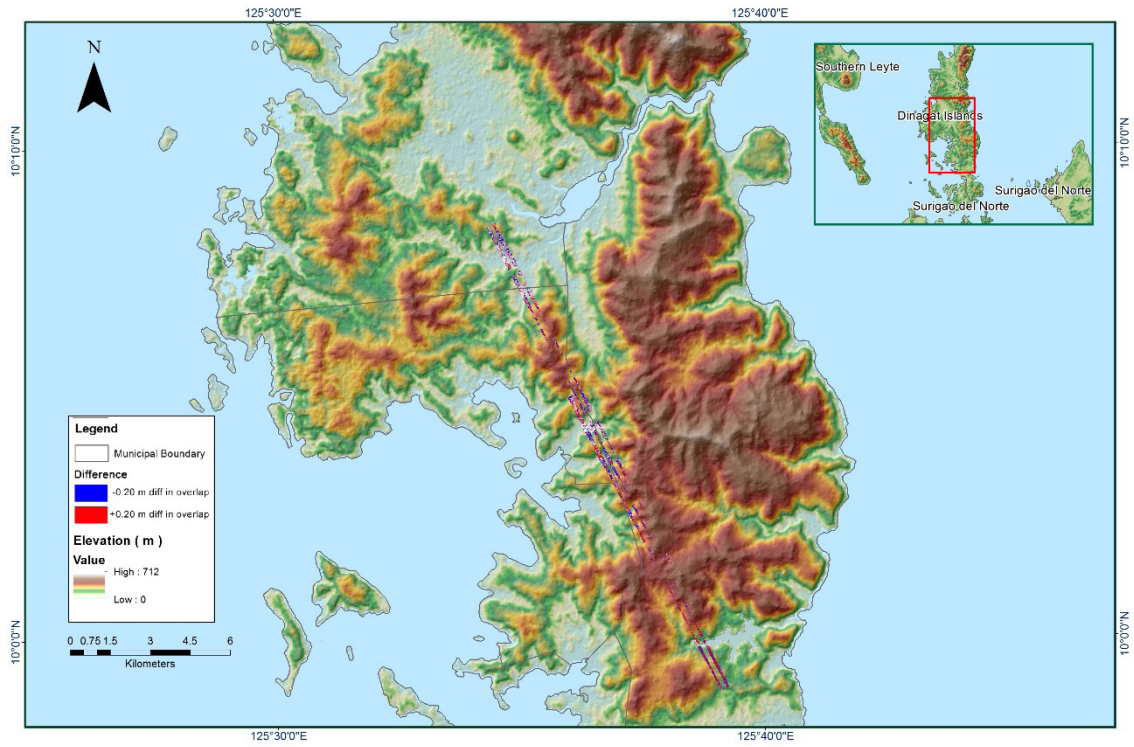 125°30'0"E
125°40'0"E
N
10°10'0"N
10°10'0"N
Southern Leyte
Dinagat Islands
Surigao del Norte
Surigao del Norte
Legend
Municipal Boundary
Difference
-0.20 m diff in overlap
+0.20 m diff in overlap
Elevation ( m )
Value
High : 712
Low : 0
0 0.75 1.5 3 4.5 6
Kilometers
10°0'0"N
10°0'0"N
125°30'0"E
125°40'0"E